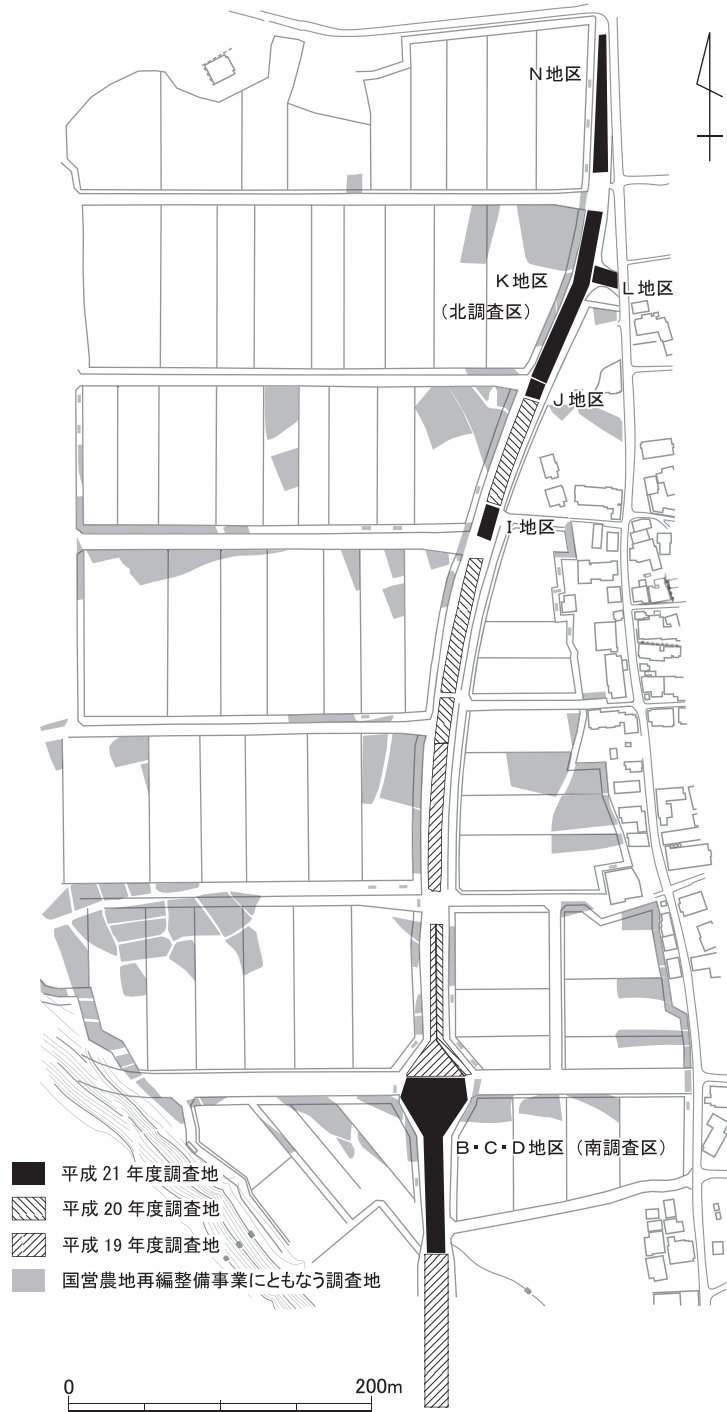 N地区
K地区
（北調査区）
L地区
J地区
I地区
B・C・D地区（南調査区）
平成21年度調査地
平成20年度調査地
平成19年度調査地
国営農地再編整備事業にともなう調査地
0 200m